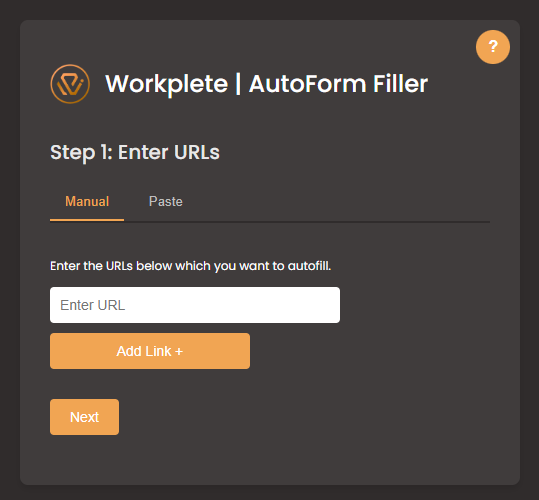 ?
Workplete | AutoForm Filler
Step 1: Enter URLs
Manual Paste
Enter the URLs below which you want to autofill.
Enter URL
Add Link +
Next